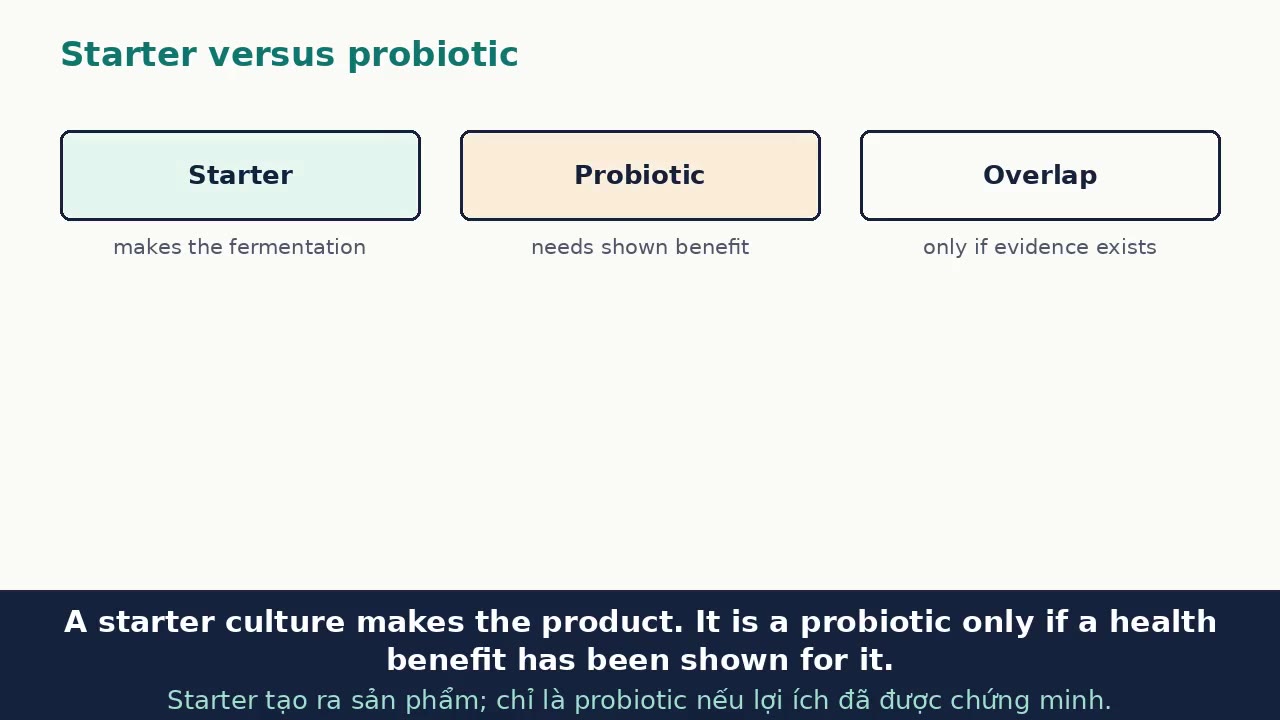 Starter versus probiotic
Starter
Probiotic
Overlap
makes the fermentation
needs shown benefit
only if evidence exists
A starter culture makes the product. It is a probiotic only if a health
benefit has been shown for it.
Starter tạo ra sản phẩm; chỉ là probiotic nếu lợi ích đã được chứng minh.